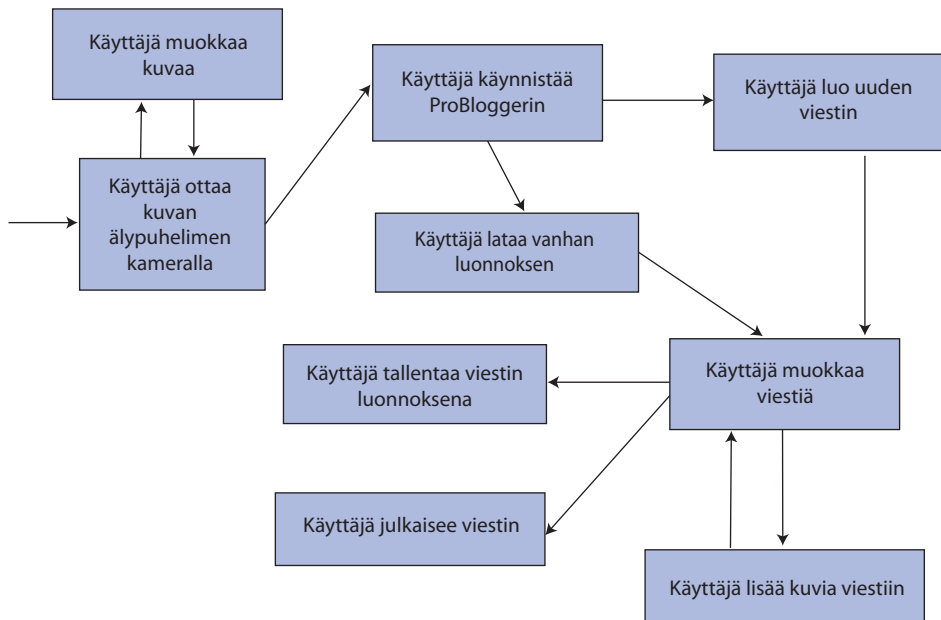 Käyttäjä muokkaa
kuvaa
Käyttäjä käynnistää
ProBloggerin
Käyttäjä luo uuden
viestin
Käyttäjä ottaa
kuvan
älypuhelimen
kameralla
Käyttäjä lataa vanhan
luonnoksen
Käyttäjä tallentaa viestin
luonnoksena
Käyttäjä muokkaa
viestiä
Käyttäjä julkaisee viestin
Käyttäjä lisää kuvia viestiin